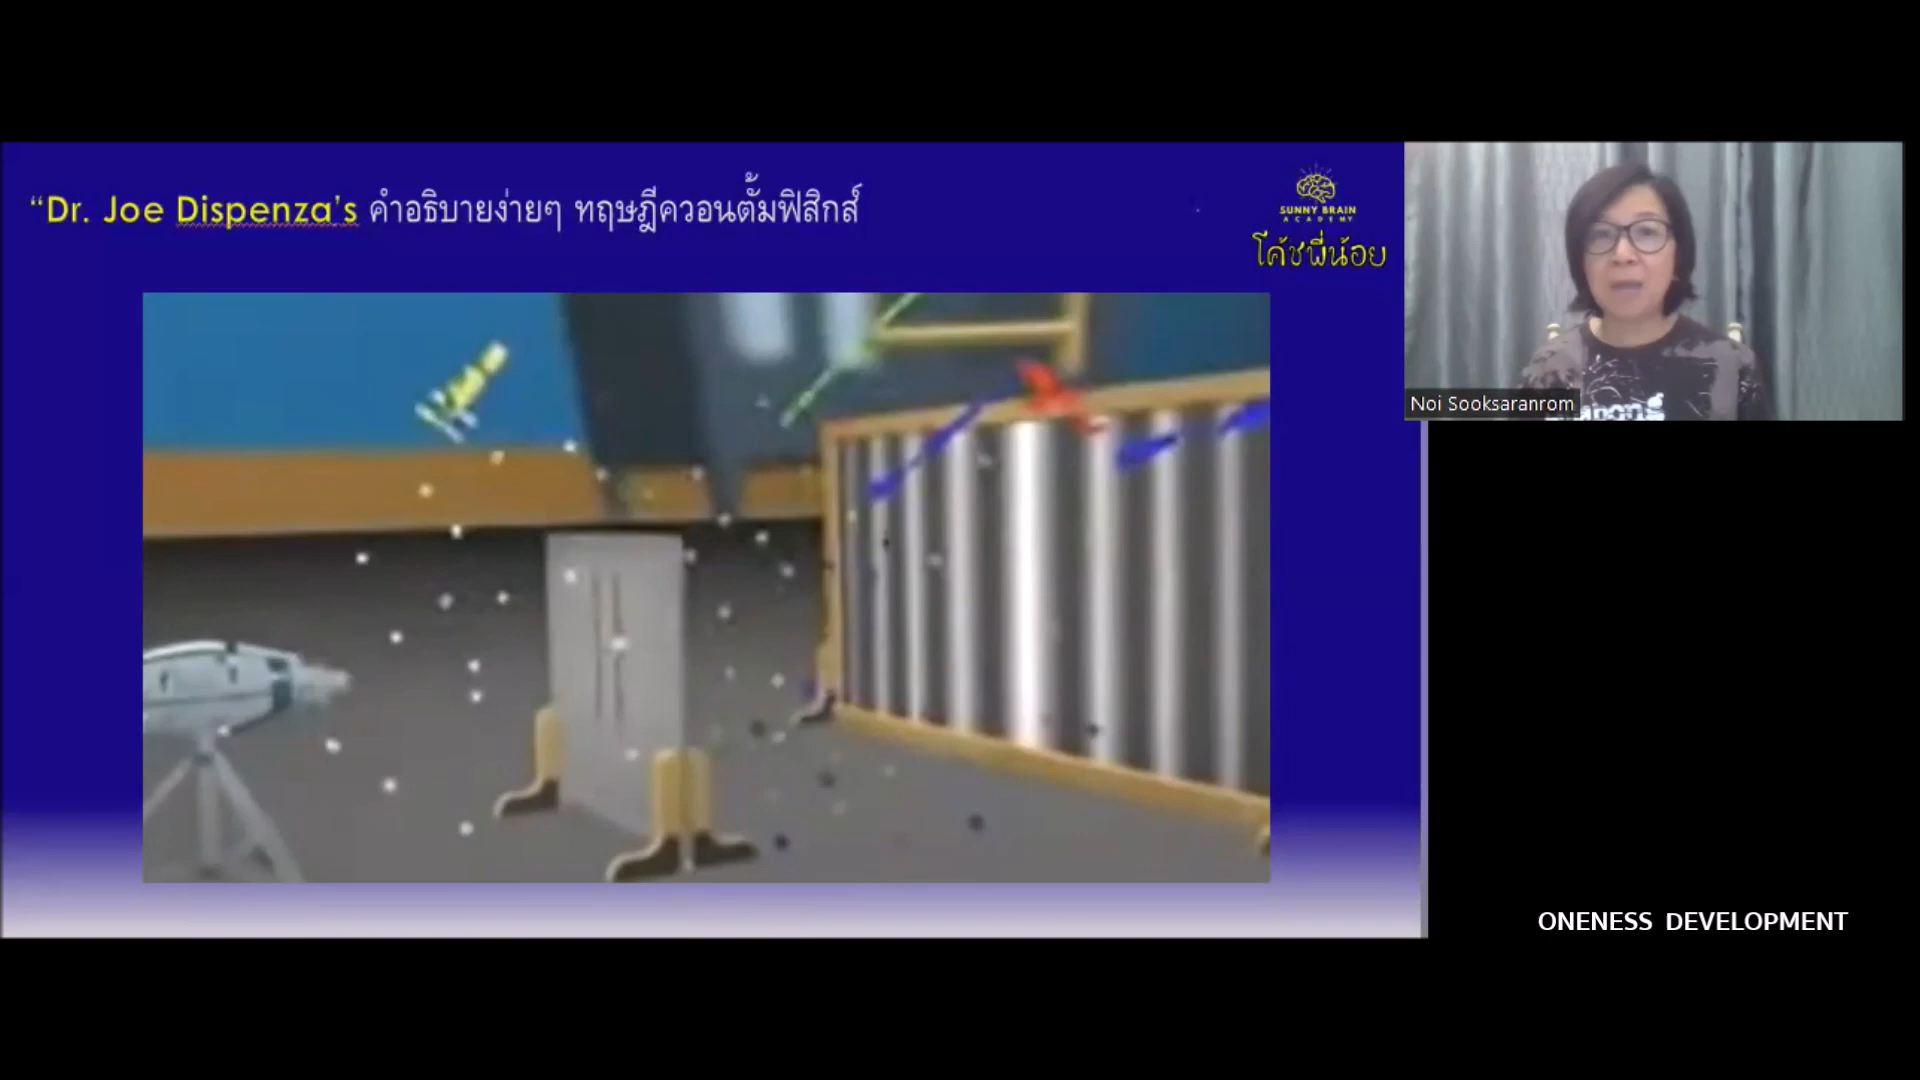 “Dr. Joe Dispenza’s คำอธิบายง่ายๆ ทฤษฎีควอนตั้มฟิสิกส์
SUNNY BRAIN
ACADEMY
โค้ชพี่น้อย
Noi Sooksaranrom
ONENESS DEVELOPMENT